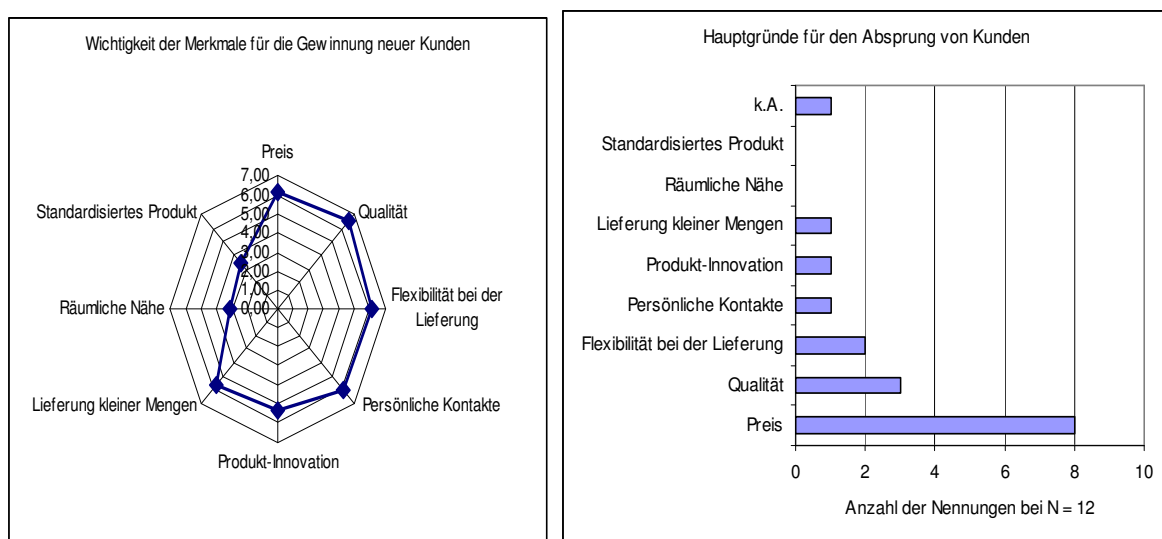 Wichtigkeit der Merkmale für die Gewinnung neuer Kunden
Preis
7,00
6,00
5,00
4,00
3,00
2,00
1,00
0,00
Qualität
Flexibilität bei der
Lieferung
Persönliche Kontakte
Produkt-Innovation
Lieferung kleiner Mengen
Räumliche Nähe
Standardisiertes Produkt
Hauptgründe für den Absprung von Kunden
k.A.
Standardisiertes Produkt
Räumliche Nähe
Lieferung kleiner Mengen
Produkt-Innovation
Persönliche Kontakte
Flexibilität bei der Lieferung
Qualität
Preis
0 2 4 6 8 10
Anzahl der Nennungen bei N = 12